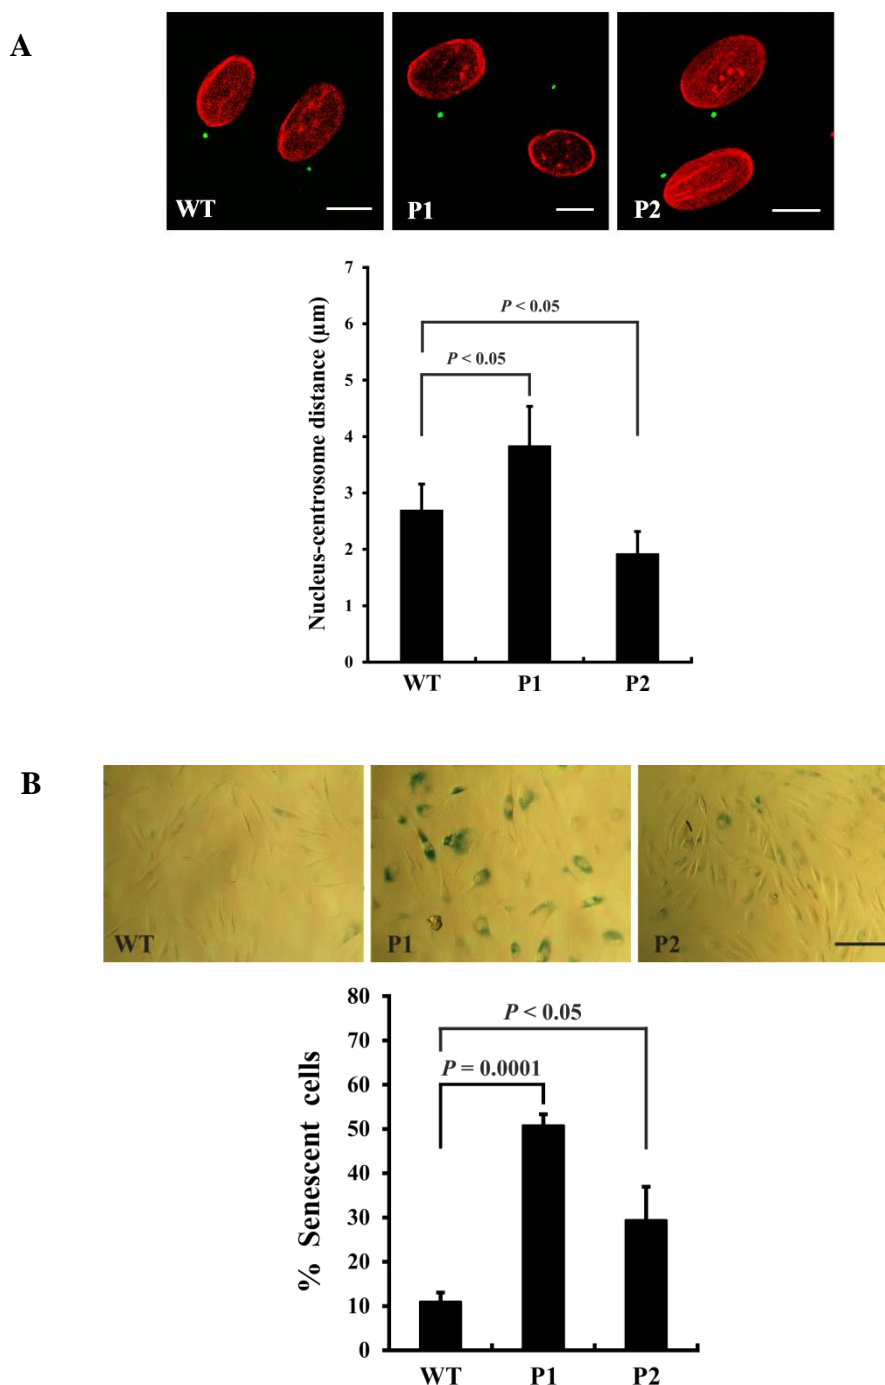 A
WT
P1
P2
7
6
5
4
3
2
1
0
Nucleus-centrosome distance (µm)
P < 0.05
P < 0.05
WT P1 P2
B
WT
P1
P2
80
70
60
50
40
30
20
10
0
% Senescent cells
P < 0.05
P = 0.0001
WT P1 P2